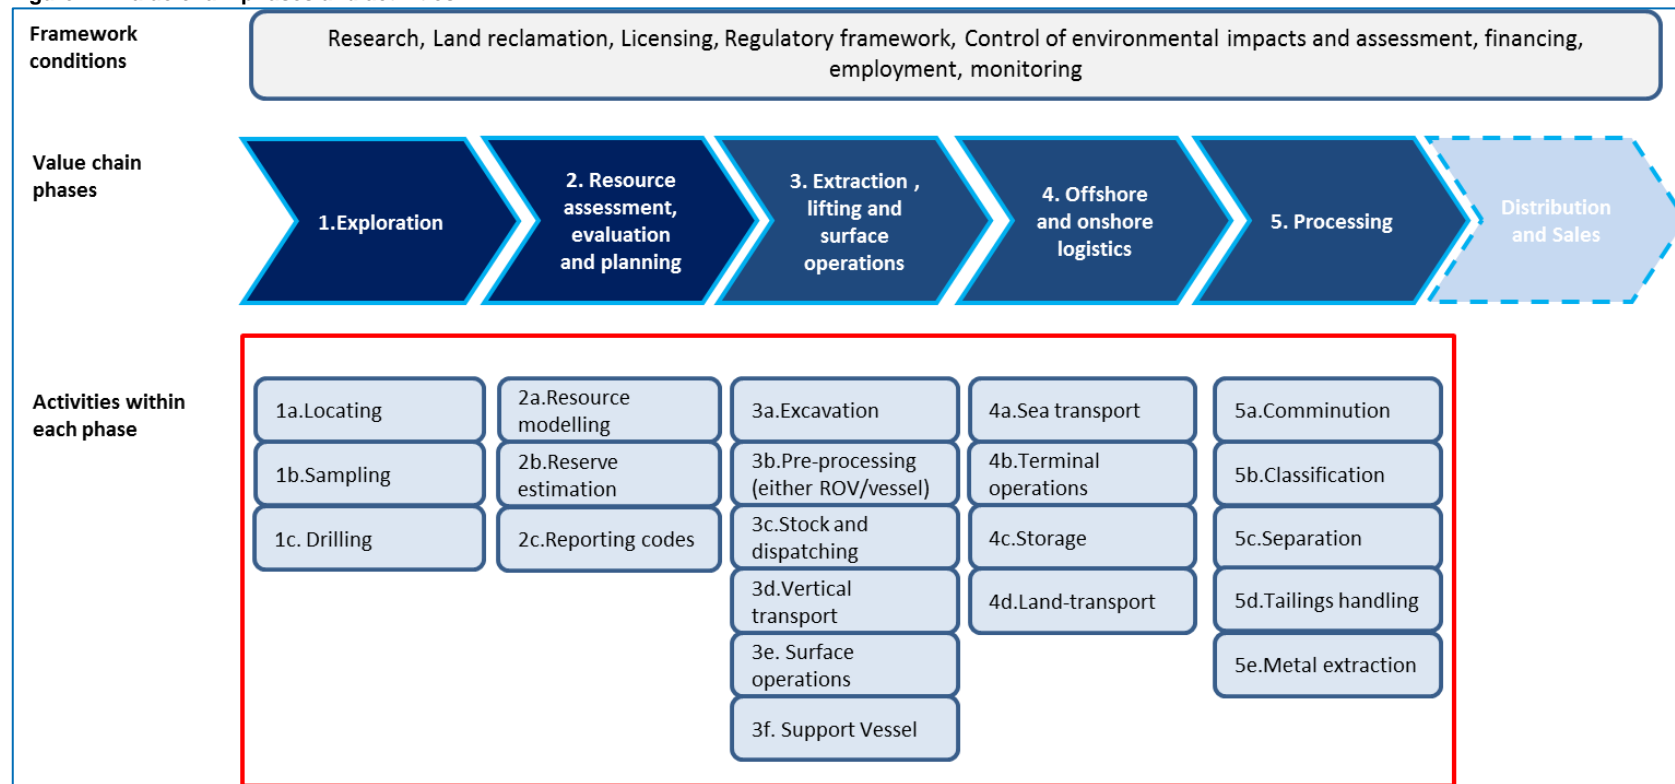 Framework
conditions
Research, Land reclamation, Licensing, Regulatory framework, Control of environmental impacts and assessment, financing,
employment, monitoring
Value chain
phases
1.Exploration
2. Resource
assessment,
evaluation
and planning
3. Extraction ,
lifting and
surface
operations
4. Offshore
and onshore
logistics
5. Processing
Distribution
and Sales
Activities within
each phase
1a.Locating
1b.Sampling
1c. Drilling
2a.Resource
modelling
2b.Reserve
estimation
2c.Reporting codes
3a.Excavation
3b.Pre-processing
(either ROV/vessel)
3c.Stock and
dispatching
3d.Vertical
transport
3e. Surface
operations
3f. Support Vessel
4a.Sea transport
4b.Terminal
operations
4c.Storage
4d.Land-transport
5a.Comminution
5b.Classification
5c.Separation
5d.Tailings handling
5e.Metal extraction